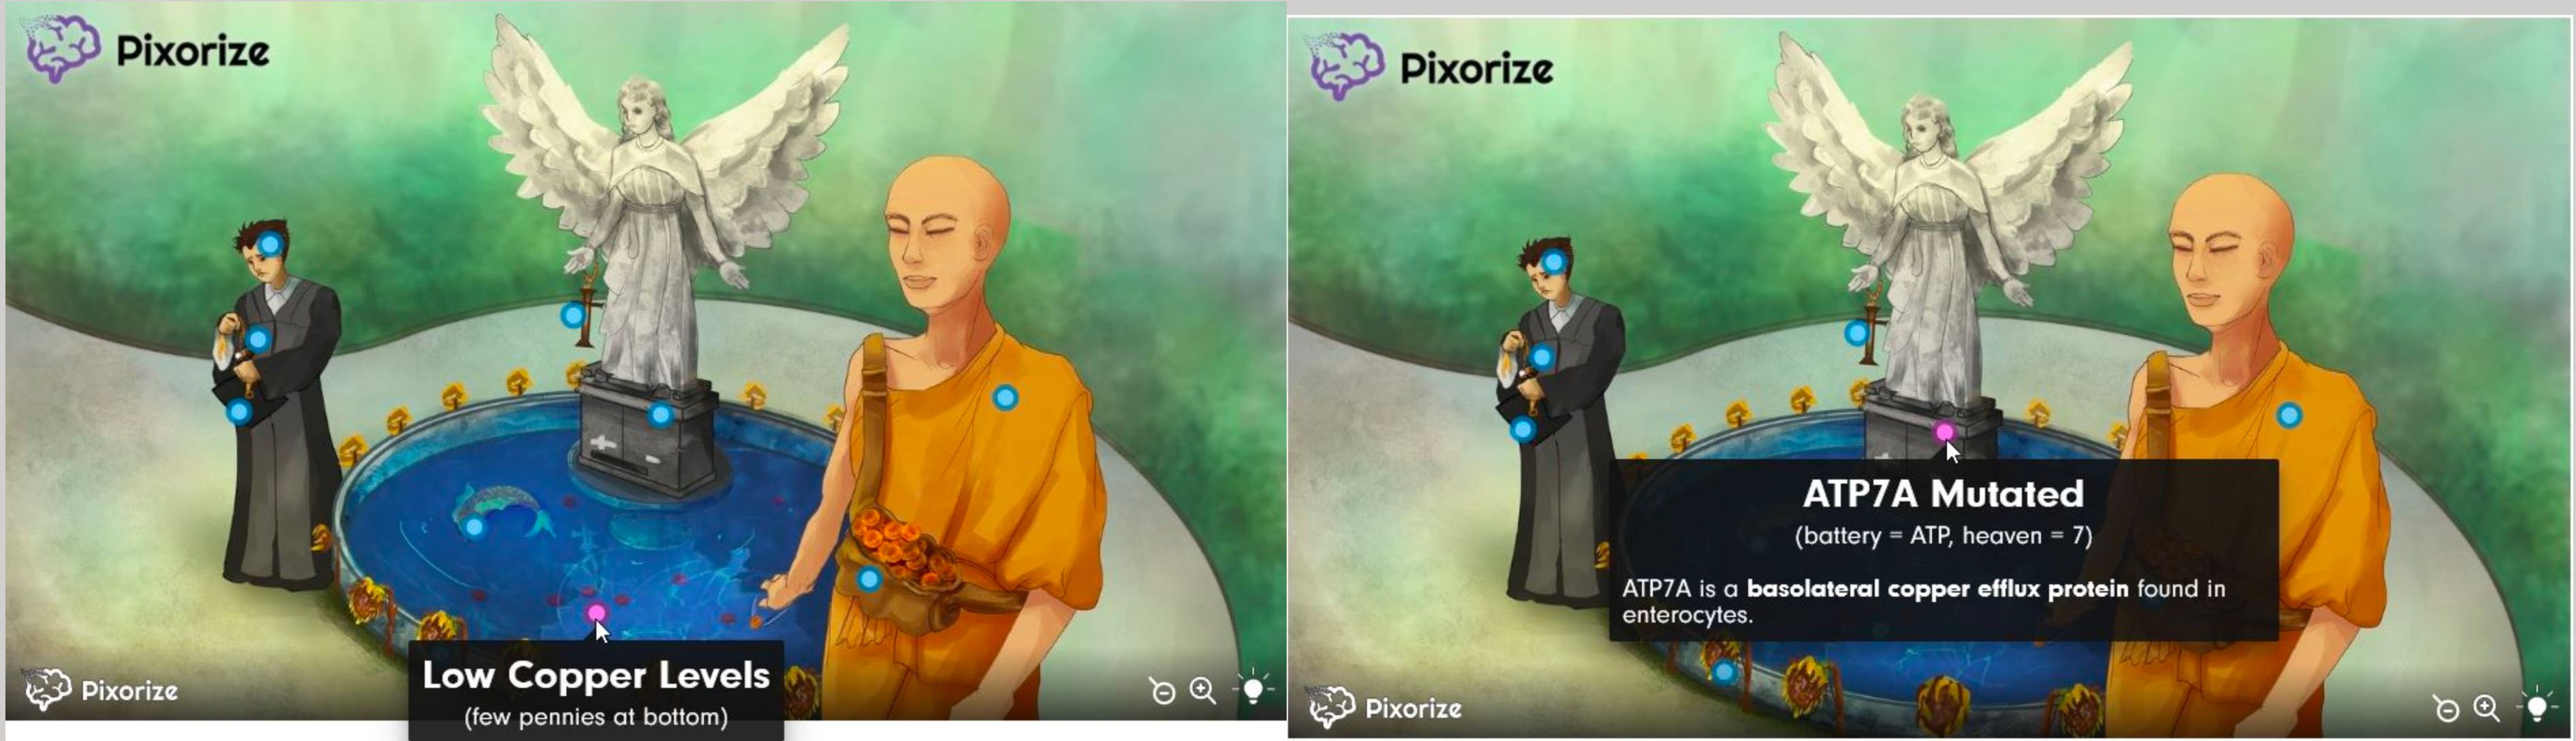 Pixorize
Low Copper Levels
(few pennies at bottom)
Pixorize
Pixorize
ATP7A Mutated
(battery = ATP, heaven = 7)
ATP7A is a basolateral copper efflux protein found in
enterocytes.
Pixorize